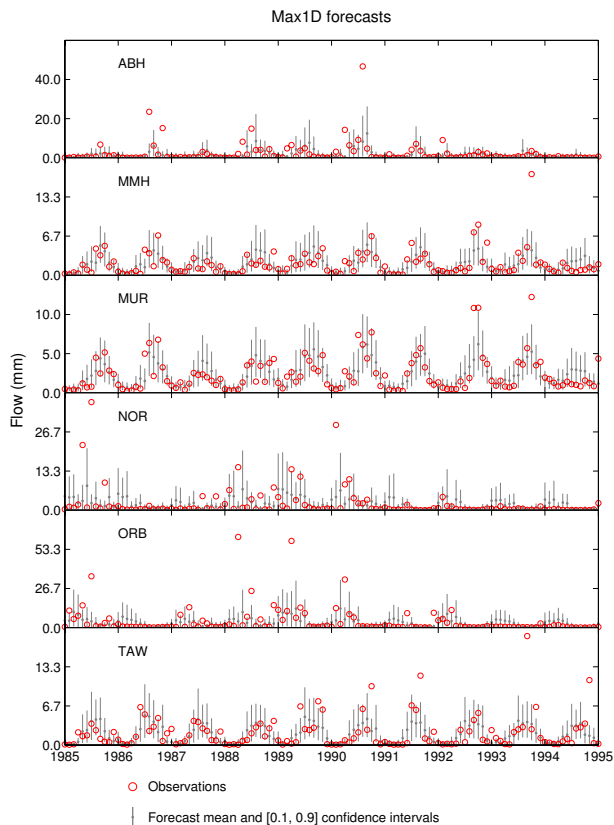 Max1D forecasts
ABH
40.0
20.0
0.0
MMH
13.3
6.7
0.0
MUR
10.0
5.0
0.0
NOR
26.7
13.3
0.0
ORB
53.3
26.7
0.0
TAW
13.3
6.7
0.0
Flow (mm)
1985 1986 1987 1988 1989 1990 1991 1992 1993 1994 1995
Observations
Forecast mean and [0.1, 0.9] confidence intervals